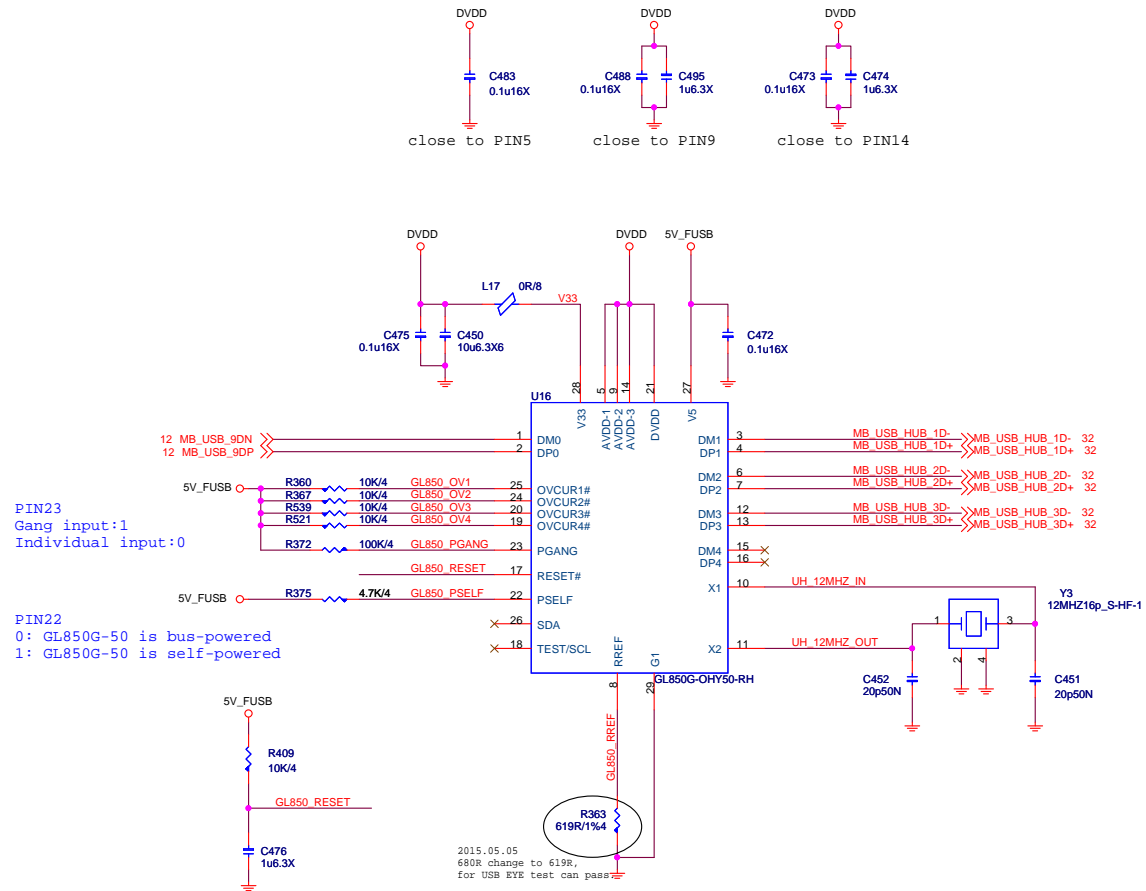 DVDD
C483
0.1u16X
close to PIN5
DVDD
C488
0.1u16X
C495
1u6.3X
close to PIN9
DVDD
C473
0.1u16X
C474
1u6.3X
close to PIN14
DVDD
L17 0R/8
V33
C475
0.1u16X
C450
10u6.3X6
DVDD
5V_FUSB
C472
0.1u16X
U16
28 5 9 14 21 27
V33 AVDD-1 AVDD-2 AVDD-3 DVDD V5
12 MB_USB_9DN
12 MB_USB_9DP
1 DM0
2 DP0
5V_FUSB
R360 10K/4 GL850_OV1 25 OVCUR1#
R367 10K/4 GL850_OV2 24 OVCUR2#
R539 10K/4 GL850_OV3 20 OVCUR3#
R521 10K/4 GL850_OV4 19 OVCUR4#
R372 100K/4 GL850_PGANG 23 PGANG
GL850_RESET 17 RESET#
5V_FUSB R375 4.7K/4 GL850_PSELF 22 PSELF
26 SDA
18 TEST/SCL
PIN23
Gang input:1
Individual input:0
PIN22
0: GL850G-50 is bus-powered
1: GL850G-50 is self-powered
DM1 3 MB_USB_HUB_1D- MB_USB_HUB_1D- 32
DP1 4 MB_USB_HUB_1D+ MB_USB_HUB_1D+ 32
DM2 6 MB_USB_HUB_2D- MB_USB_HUB_2D- 32
DP2 7 MB_USB_HUB_2D+ MB_USB_HUB_2D+ 32
DM3 12 MB_USB_HUB_3D- MB_USB_HUB_3D- 32
DP3 13 MB_USB_HUB_3D+ MB_USB_HUB_3D+ 32
DM4 15
DP4 16
X1 10 UH_12MHZ_IN
X2 11 UH_12MHZ_OUT
Y3
12MHZ16p_S-HF-1
1 3
2 4
C452
20p50N
C451
20p50N
RREF G1
8 29
GL850G-OHY50-RH
GL850_RREF
5V_FUSB
R409
10K/4
GL850_RESET
C476
1u6.3X
R363
619R/1%4
2015.05.05
680R change to 619R,
for USB EYE test can pass.